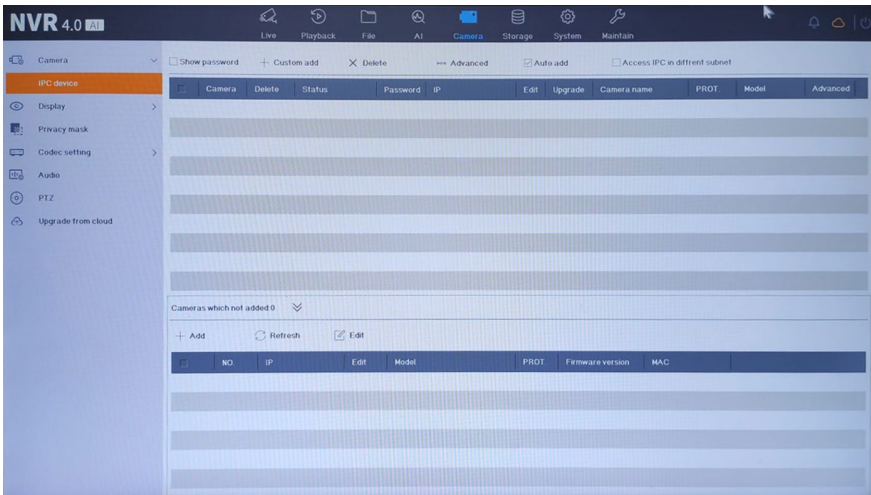 NVR 4.0 AI
Live Playback File AI Camera Storage System Maintain
Camera
IPC device
Display
Privacy mask
Codec setting
Audio
PTZ
Upgrade from cloud
Show password Custom add Delete Advanced Auto add Access IPC in diffrent subnet
Camera Delete Status Password IP Edit Upgrade Camera name PROT. Model Advanced
Cameras which not added:0
Add Refresh Edit
NO. IP Edit Model PROT. Firmware version MAC